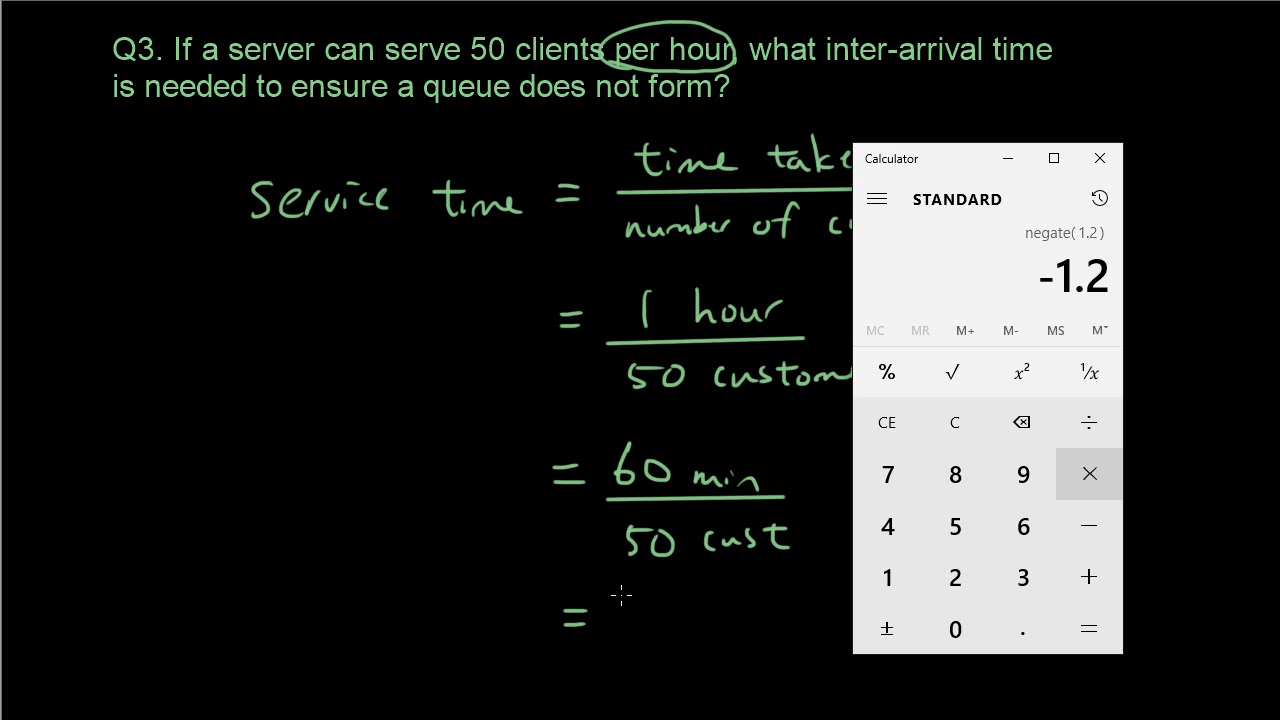 Q3. If a server can serve 50 clients per hour, what inter-arrival time
is needed to ensure a queue does not form?
service time = time take
number of c
= 1 hour
50 custom
= 60 min
50 cust
=
Calculator
STANDARD
negate( 1.2 )
-1.2
MC MR M+ M- MS M˅
% √ x² ¹/x
CE C ⌫ ÷
7 8 9 ×
4 5 6 −
1 2 3 +
± 0 . =